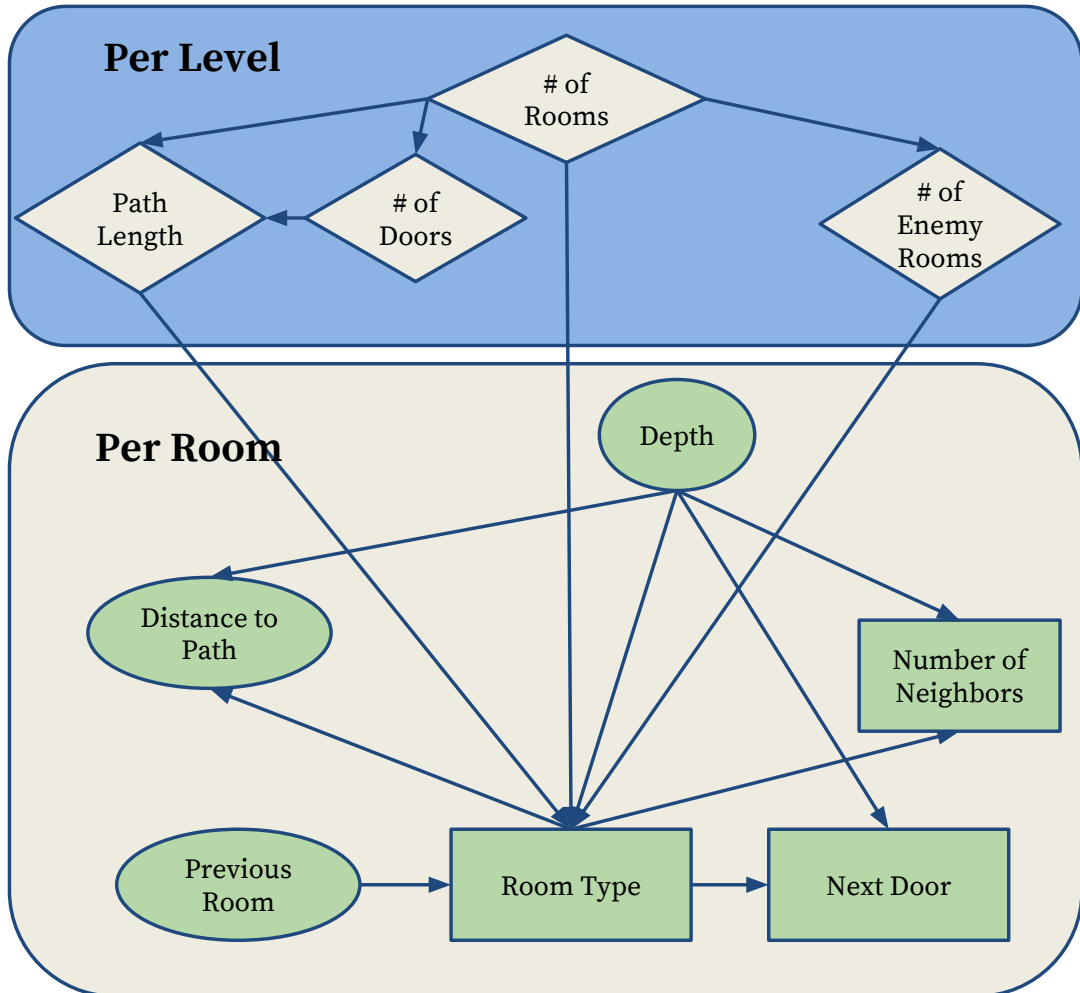 Per Level
# of
Rooms
Path
Length
# of
Doors
# of
Enemy
Rooms
Per Room
Depth
Distance to
Path
Number of
Neighbors
Previous
Room
Room Type
Next Door